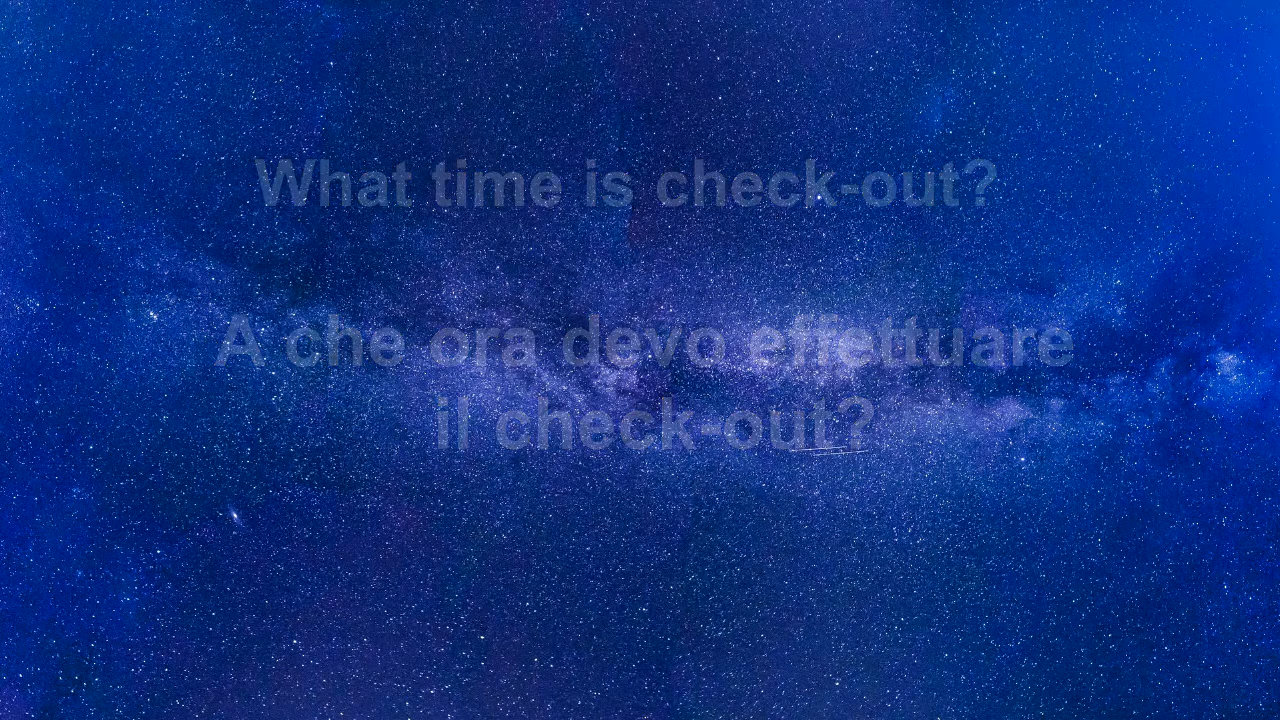 What time is check-out?
A che ora devo effettuare
il check-out?